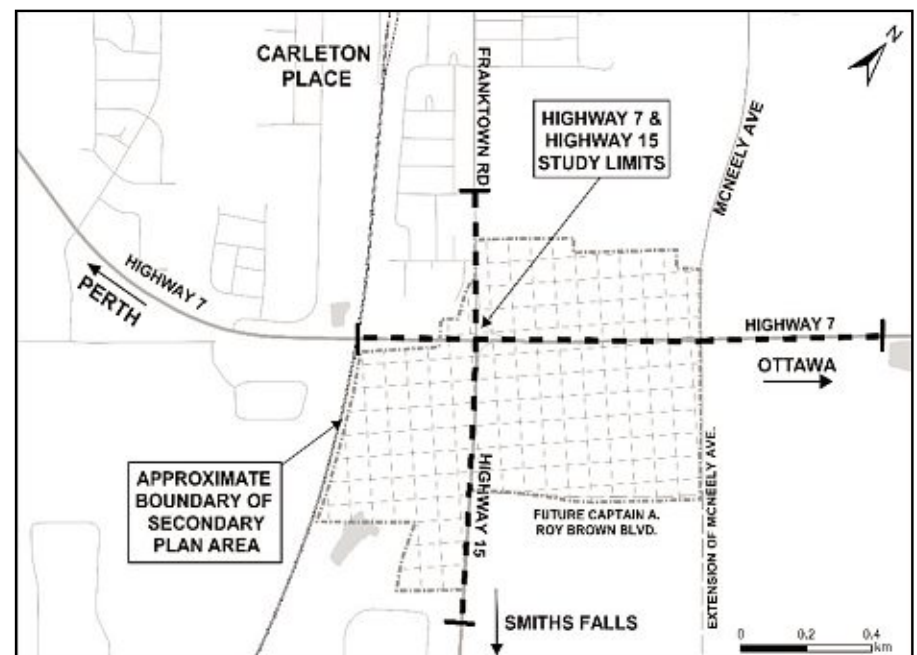 CARLETON
PLACE
FRANKTOWN RD
N
HIGHWAY 7 &
HIGHWAY 15
STUDY LIMITS
MCNEELY AVE
HIGHWAY 7
PERTH
HIGHWAY 7
OTTAWA
APPROXIMATE
BOUNDARY OF
SECONDARY
PLAN AREA
HIGHWAY 15
FUTURE CAPTAIN A.
ROY BROWN BLVD.
EXTENSION OF MCNEELY AVE.
SMITHS FALLS
0 0.2 0.4
km